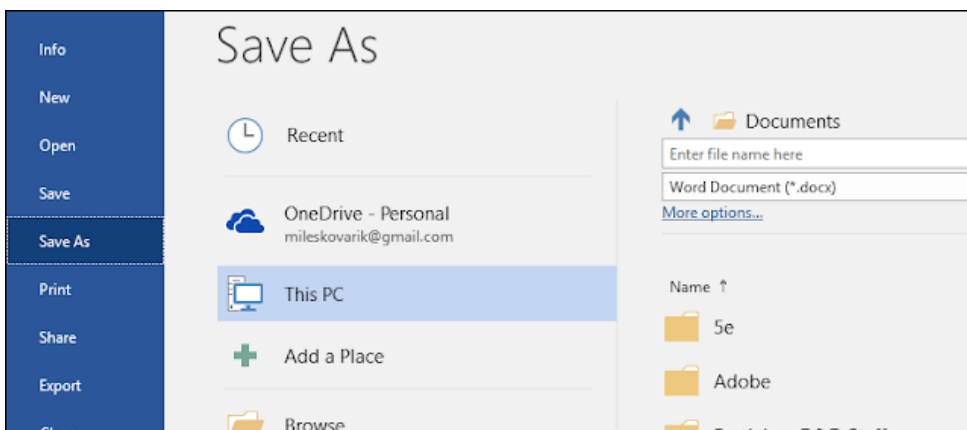 Info
New
Open
Save
Save As
Print
Share
Export
Save As
Recent
OneDrive - Personal
mileskovarik@gmail.com
This PC
Add a Place
Browse
Documents
Enter file name here
Word Document (*.docx)
More options...
Name ↑
5e
Adobe